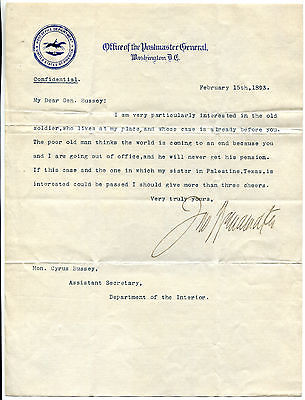 Office of the Postmaster General,
Washington D.C.
Confidential.
February 15th, 1893.
My Dear Gen. Bussey:
I am very particularly interested in the old
soldier, who lives at my place, and whose case is already before you.
The poor old man thinks the world is coming to an end because you
and I are going out of office, and he will never get his pension.
If this case and the one in which my sister in Palestine, Texas, is
interested could be passed I should give more than three cheers.
Very truly yours,
Jno Wanamaker
Hon. Cyrus Bussey,
Assistant Secretary,
Department of the Interior.